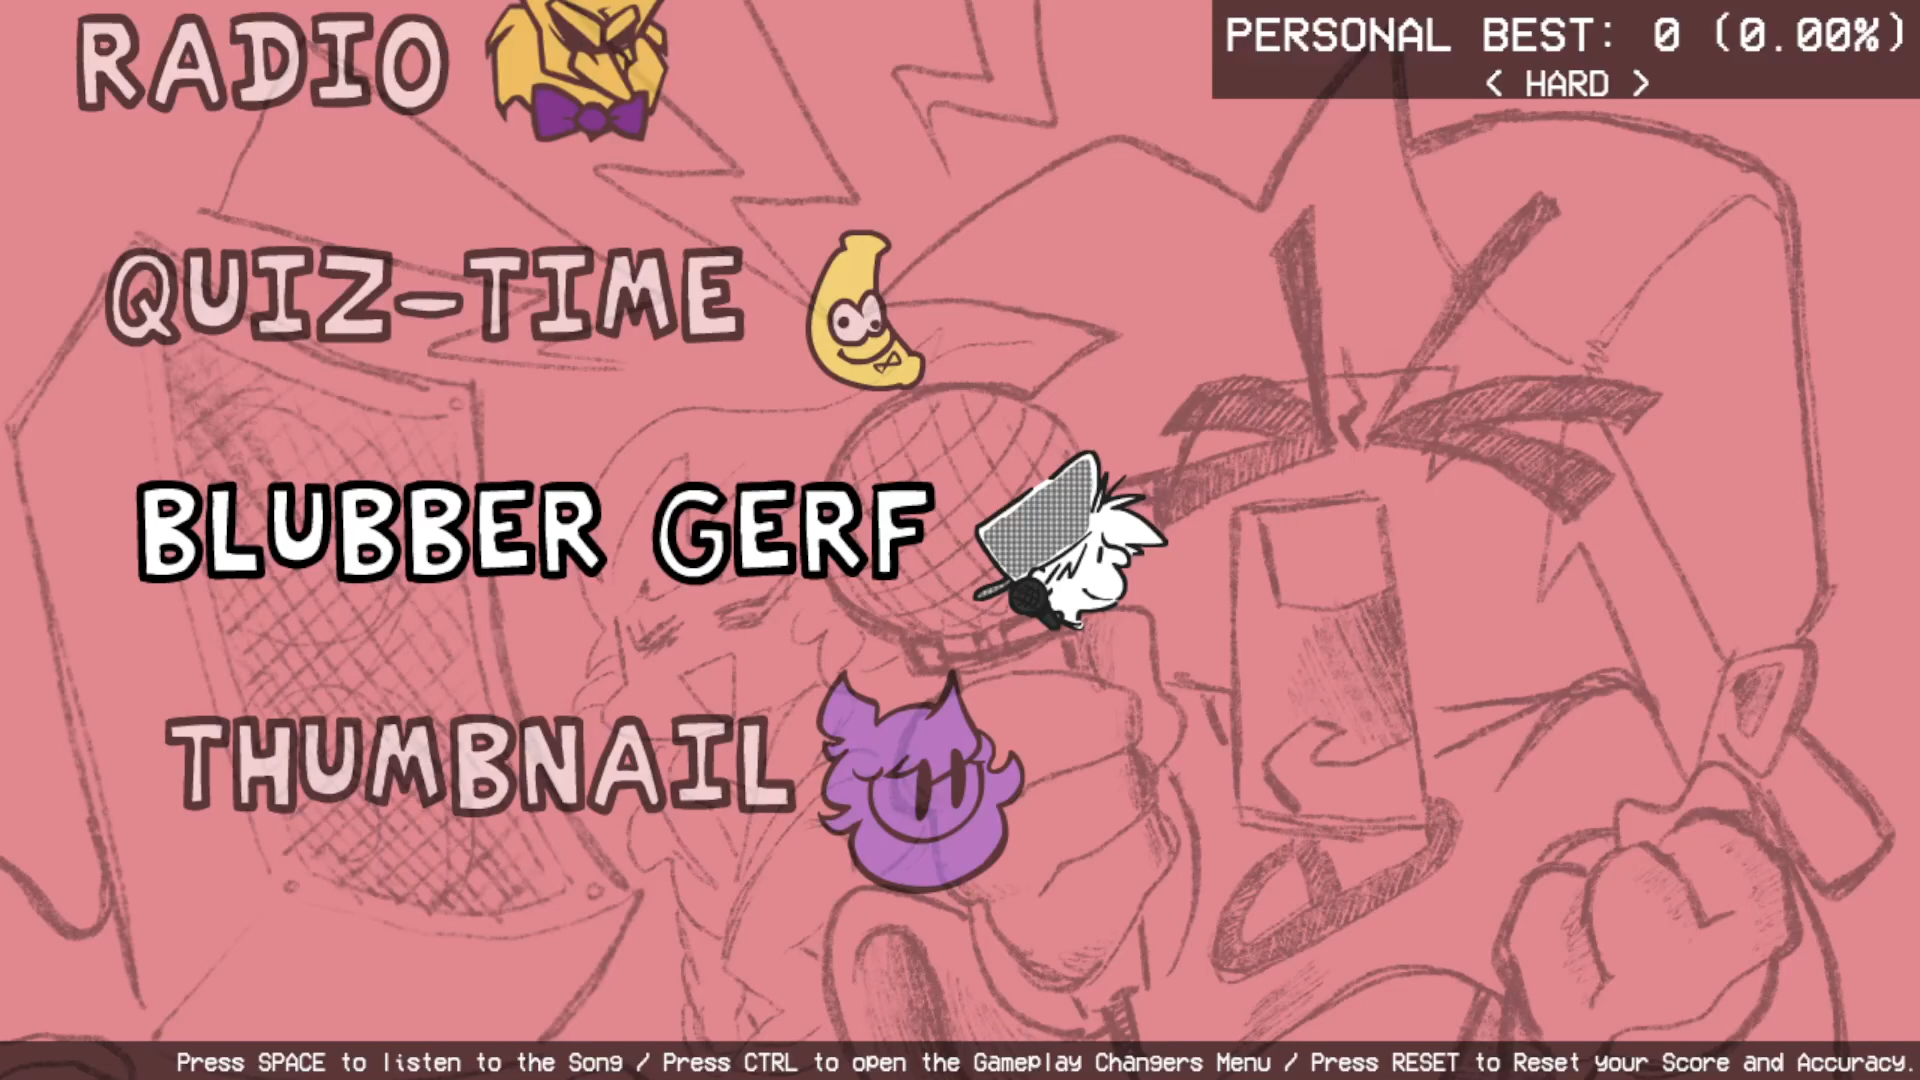 RADIO
PERSONAL BEST: 0 (0.00%)
< HARD >
QUIZ-TIME
BLUBBER GERF
THUMBNAIL
Press SPACE to listen to the Song / Press CTRL to open the Gameplay Changers Menu / Press RESET to Reset your Score and Accuracy.